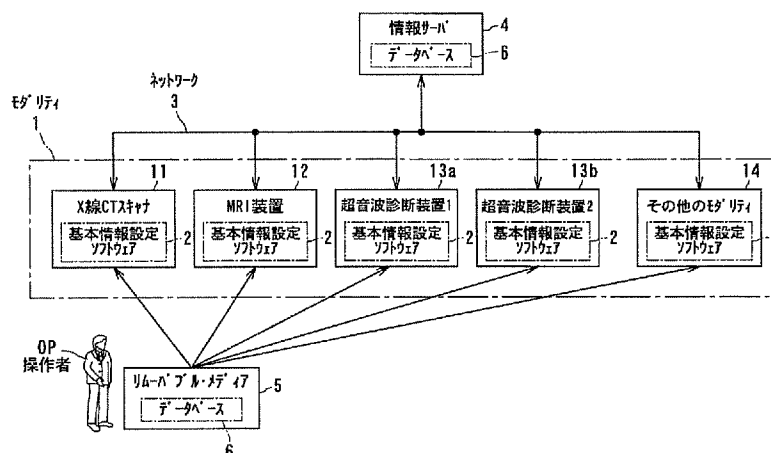 情報サーバ
4
データベース
6
ネットワーク
3
モダリティ
1
11
12
13a
13b
14
X線CTスキャナ
MRI装置
超音波診断装置1
超音波診断装置2
その他のモダリティ
基本情報設定
ソフトウェア
2
基本情報設定
ソフトウェア
2
基本情報設定
ソフトウェア
2
基本情報設定
ソフトウェア
2
基本情報設定
ソフトウェア
OP
操作者
リムーバブル・メディア
5
データベース
6